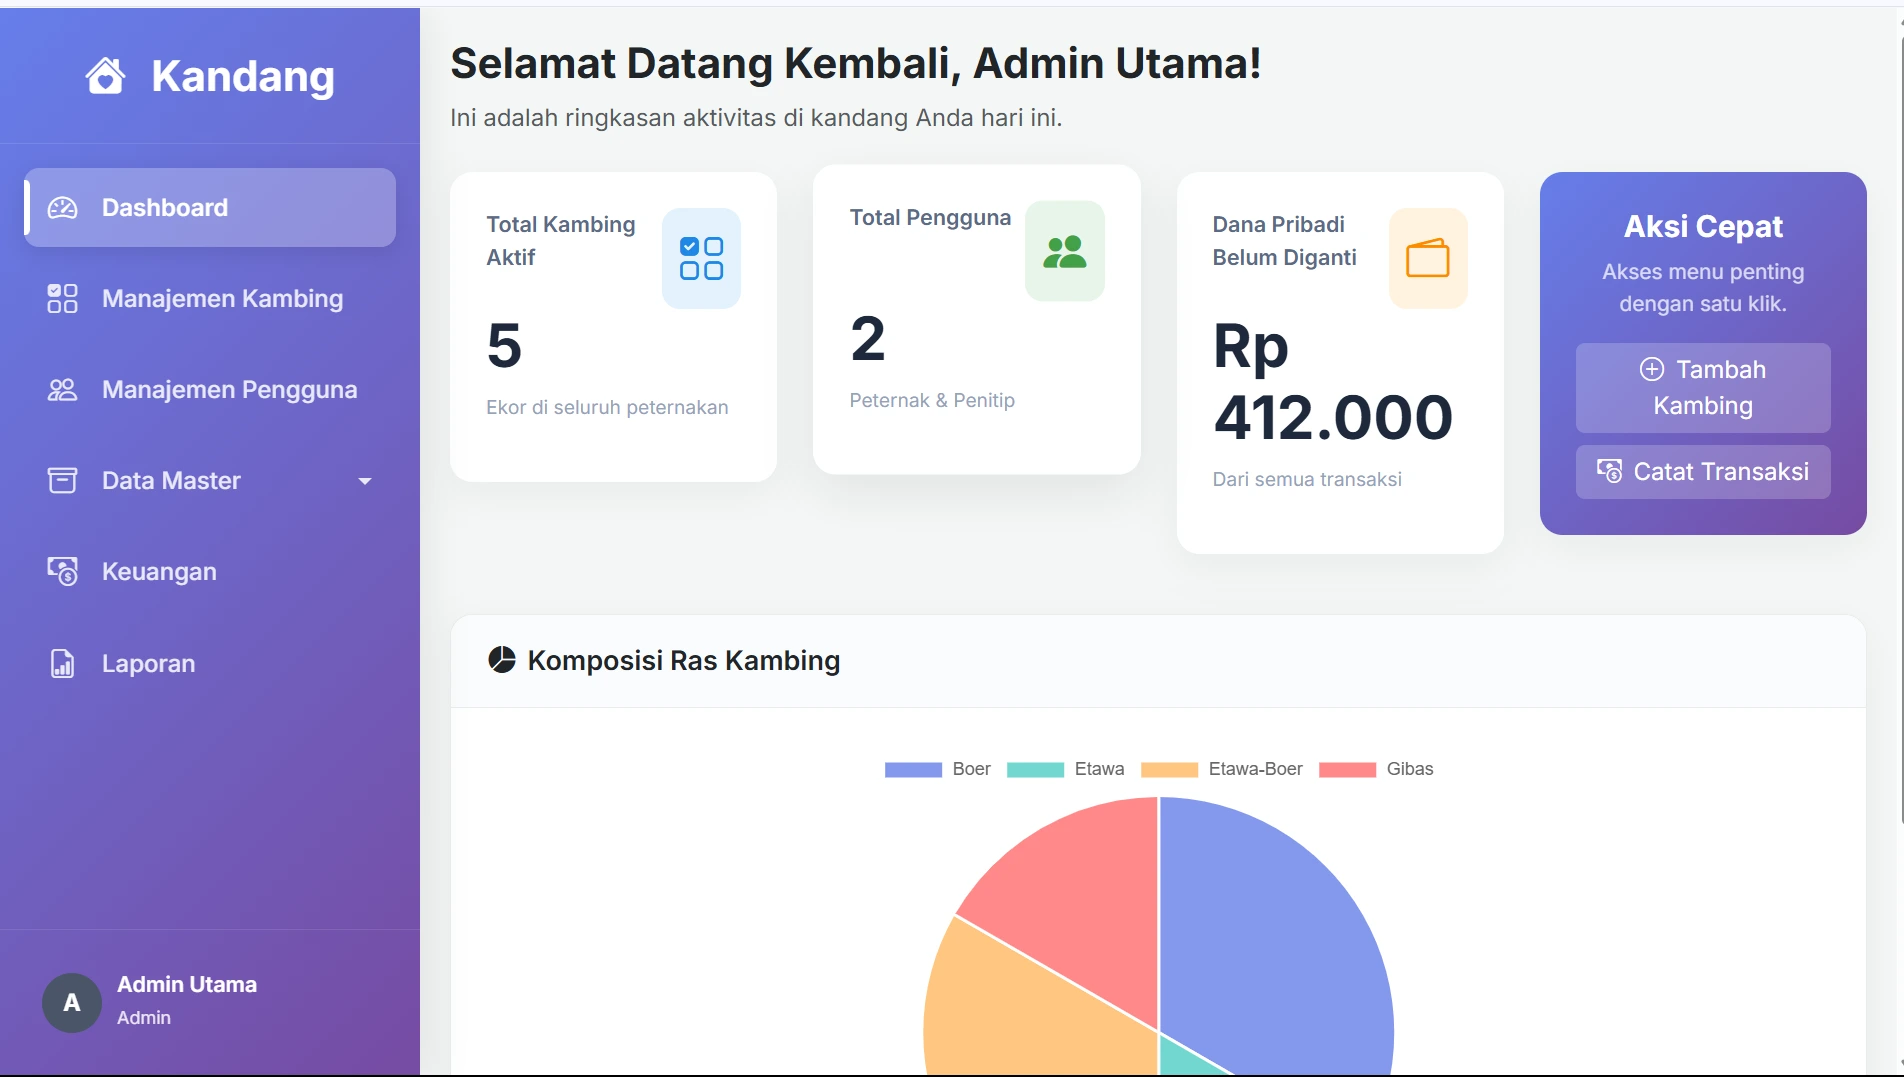 Kandang
Dashboard
Manajemen Kambing
Manajemen Pengguna
Data Master
Keuangan
Laporan
A
Admin Utama
Admin
Selamat Datang Kembali, Admin Utama!
Ini adalah ringkasan aktivitas di kandang Anda hari ini.
Total Kambing
Aktif
5
Ekor di seluruh peternakan
Total Pengguna
2
Peternak & Penitip
Dana Pribadi
Belum Diganti
Rp
412.000
Dari semua transaksi
Aksi Cepat
Akses menu penting
dengan satu klik.
Tambah
Kambing
Catat Transaksi
Komposisi Ras Kambing
Boer Etawa Etawa-Boer Gibas